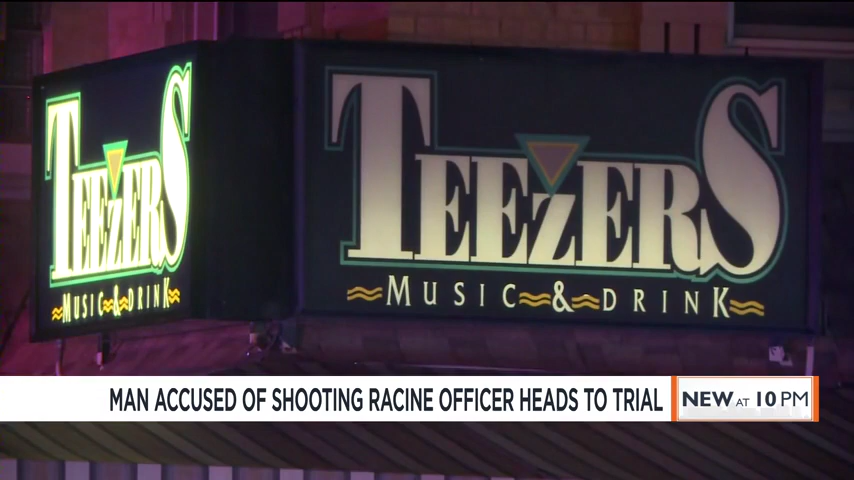 TEEZERS
MUSIC & DRINK
TEEZERS
MUSIC & DRINK
MAN ACCUSED OF SHOOTING RACINE OFFICER HEADS TO TRIAL
NEW AT 10 PM